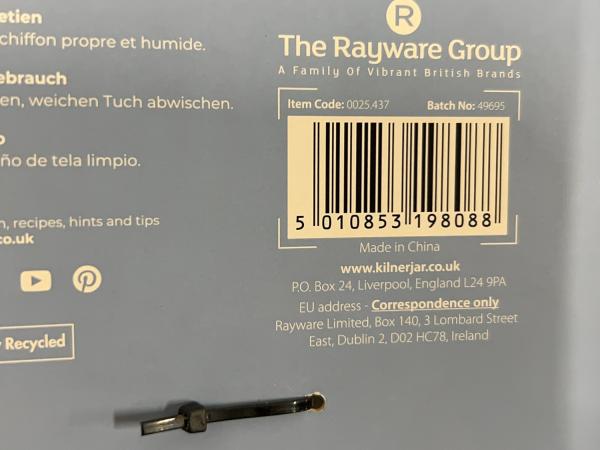 etien
chiffon propre et humide.
ebrauch
en, weichen Tuch abwischen.
o
ño de tela limpio.
n, recipes, hints and tips
co.uk
Recycled
R
The Rayware Group
A Family Of Vibrant British Brands
Item Code: 0025.437 Batch No: 49695
5 010853 198088
Made in China
www.kilnerjar.co.uk
P.O. Box 24, Liverpool, England L24 9PA
EU address - Correspondence only
Rayware Limited, Box 140, 3 Lombard Street
East, Dublin 2, D02 HC78, Ireland